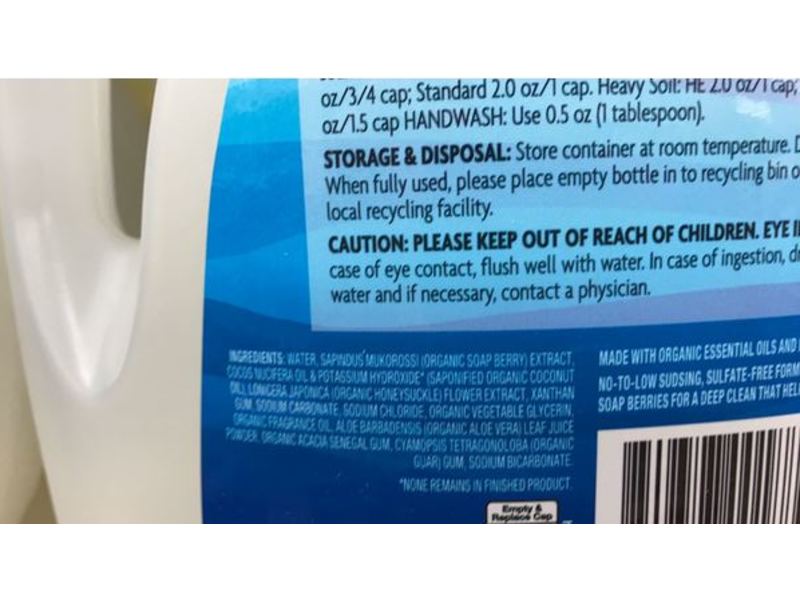 oz/3/4 cap; Standard 2.0 oz/1 cap. Heavy Soil: HE 2.0 oz/1 cap;
oz/1.5 cap HANDWASH: Use 0.5 oz (1 tablespoon).
STORAGE & DISPOSAL: Store container at room temperature.
When fully used, please place empty bottle in to recycling bin o
local recycling facility.
CAUTION: PLEASE KEEP OUT OF REACH OF CHILDREN. EYE
case of eye contact, flush well with water. In case of ingestion,
water and if necessary, contact a physician.
INGREDIENTS: WATER, SAPINDUS MUKOROSSI (ORGANIC SOAP BERRY) EXTRACT,
COCOS NUCIFERA OIL & POTASSIUM HYDROXIDE* (SAPONIFIED ORGANIC COCONUT
OIL), LONICERA JAPONICA (ORGANIC HONEYSUCKLE) FLOWER EXTRACT, XANTHAN
GUM, SODIUM CARBONATE, SODIUM CHLORIDE, ORGANIC VEGETABLE GLYCERIN,
ORGANIC FRAGRANCE OIL, ALOE BARBADENSIS (ORGANIC ALOE VERA) LEAF JUICE
POWDER, ORGANIC ACACIA SENEGAL GUM, CYAMOPSIS TETRAGONOLOBA (ORGANIC
GUAR) GUM, SODIUM BICARBONATE.
*NONE REMAINS IN FINISHED PRODUCT.
MADE WITH ORGANIC ESSENTIAL OILS AND
NO-TO-LOW SUDSING, SULFATE-FREE FORM
SOAP BERRIES FOR A DEEP CLEAN THAT HEL
Empty &
Replace Cap